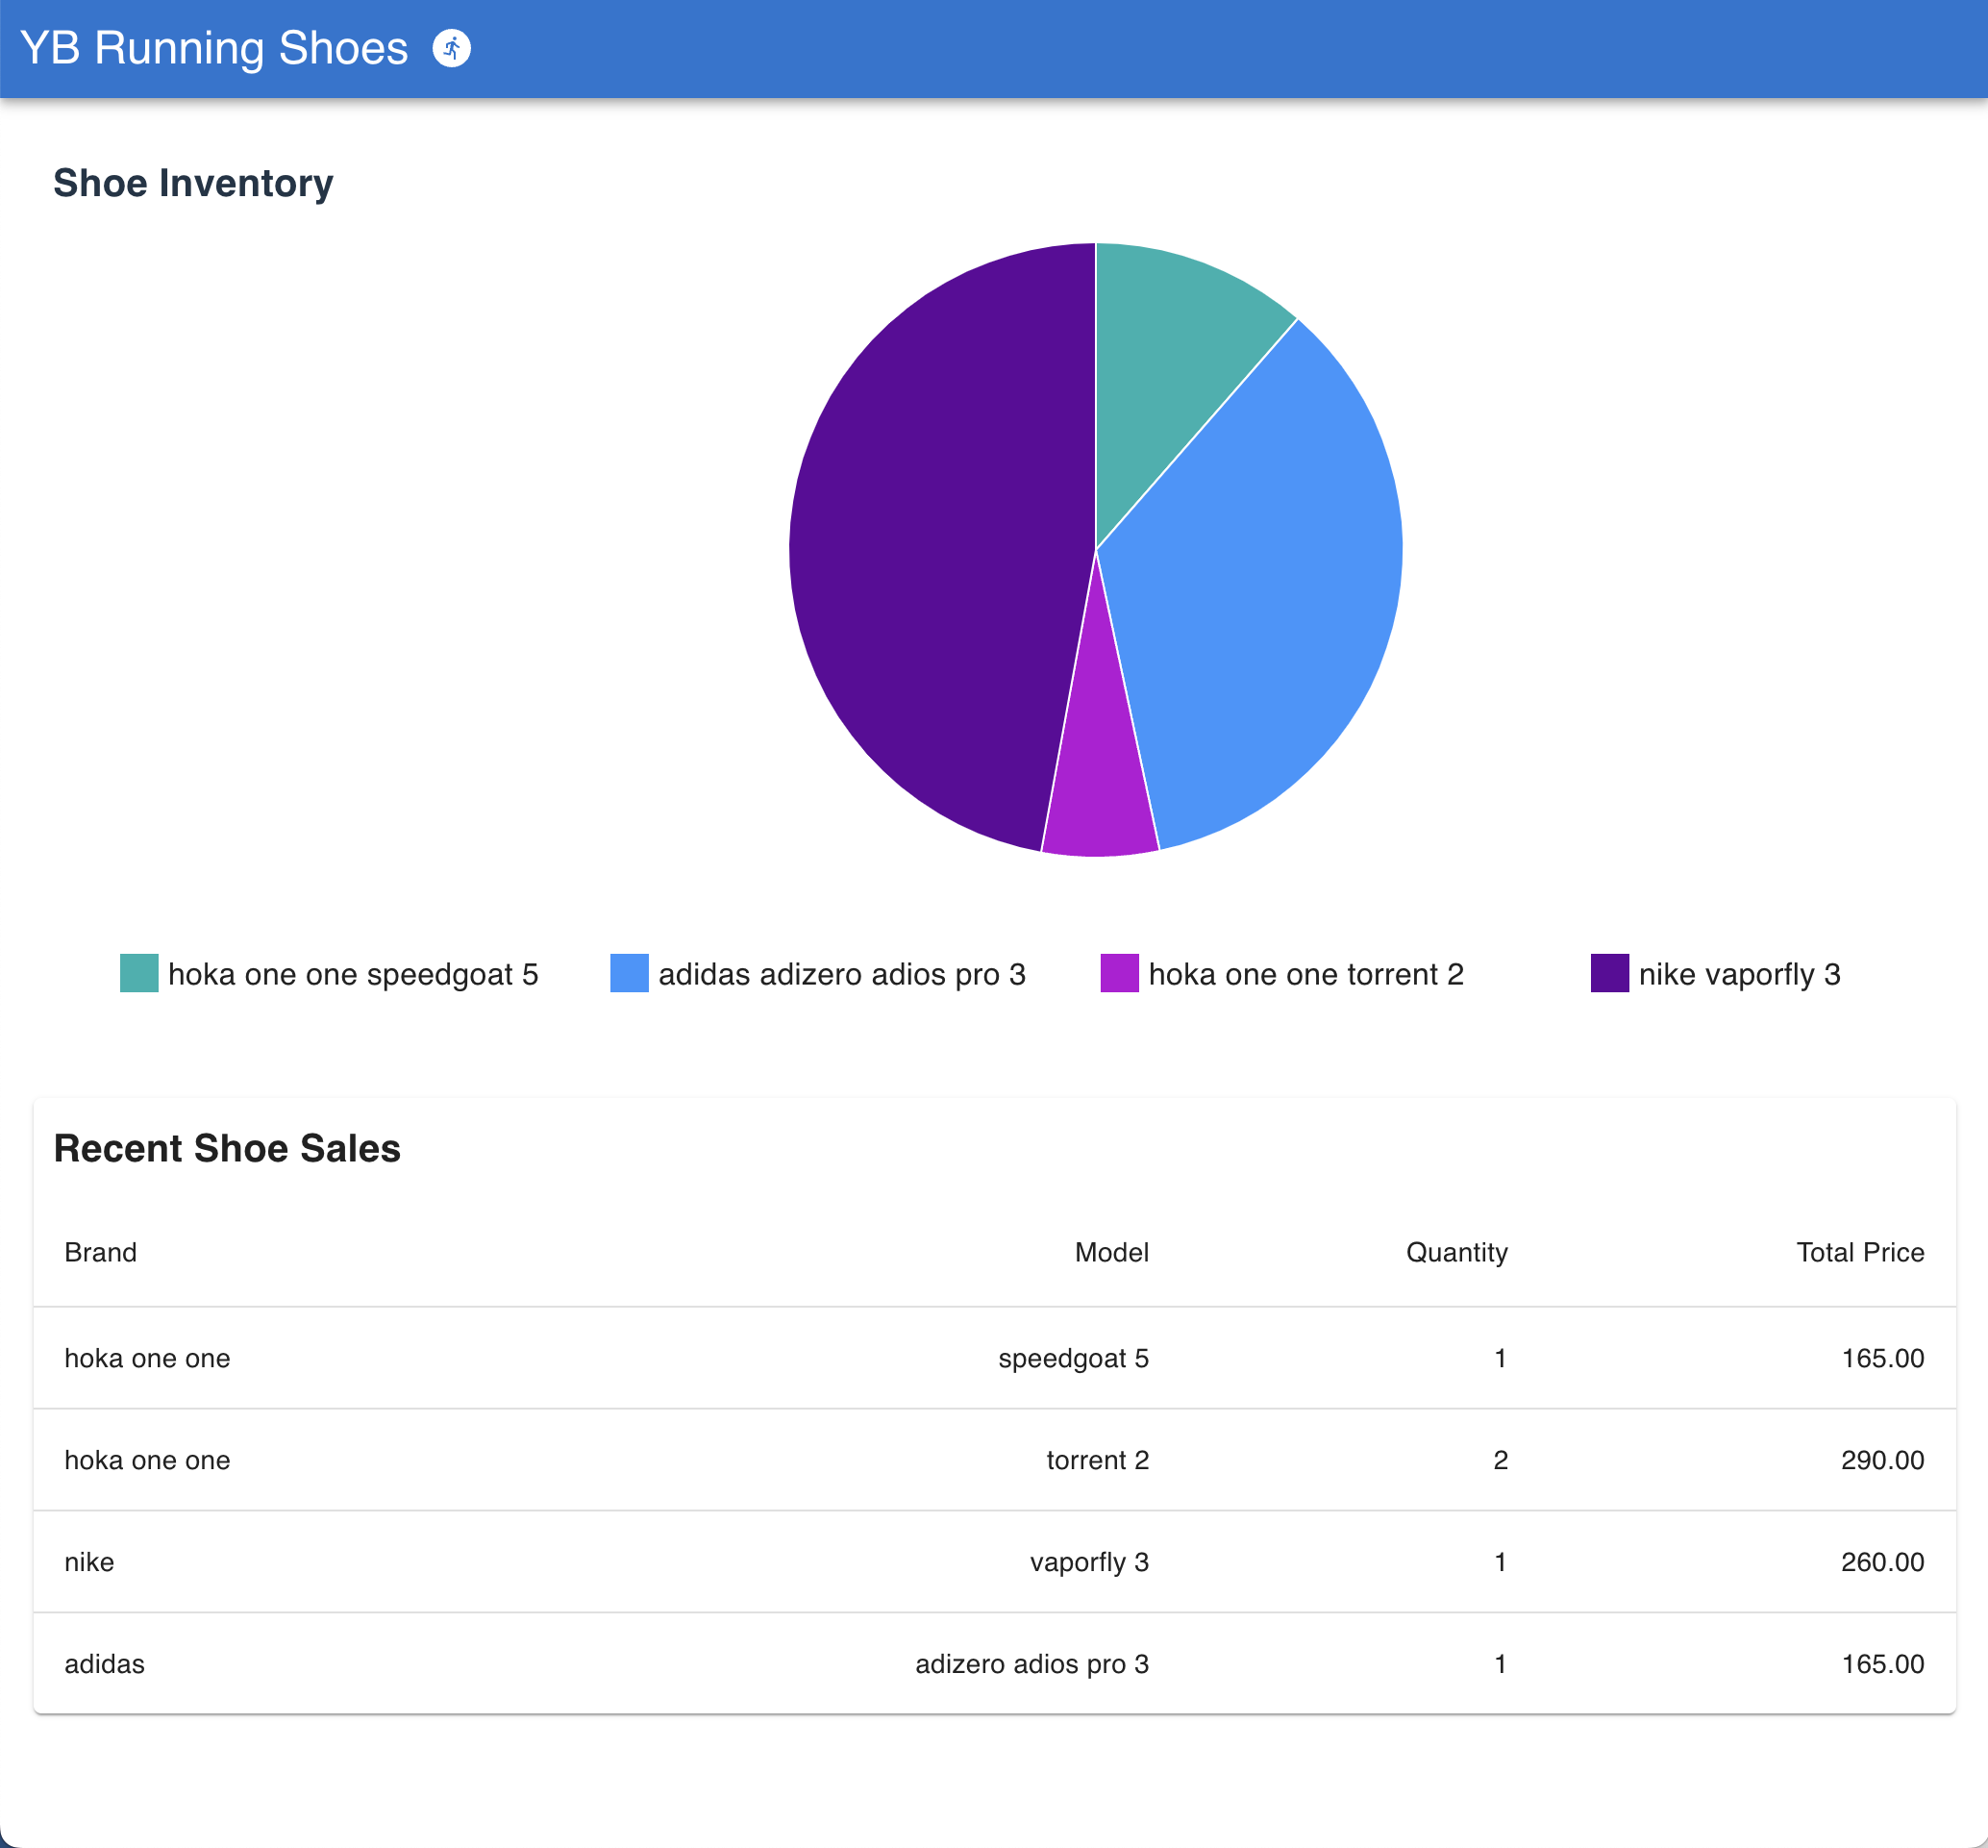 YB Running Shoes
Shoe Inventory
hoka one one speedgoat 5 adidas adizero adios pro 3 hoka one one torrent 2 nike vaporfly 3
Recent Shoe Sales
Brand Model Quantity Total Price
hoka one one speedgoat 5 1 165.00
hoka one one torrent 2 2 290.00
nike vaporfly 3 1 260.00
adidas adizero adios pro 3 1 165.00